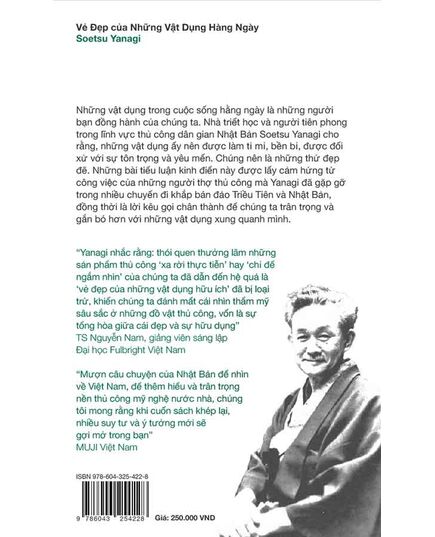 Vẻ Đẹp của Những Vật Dụng Hàng Ngày
Soetsu Yanagi
Những vật dụng trong cuộc sống hằng ngày là những người
bạn đồng hành của chúng ta. Nhà triết học và người tiên phong
trong lĩnh vực thủ công dân gian Nhật Bản Soetsu Yanagi cho
rằng, những vật dụng ấy nên được làm tỉ mỉ, bền bỉ, được đối
xử với sự tôn trọng và yêu mến. Chúng nên là những thứ đẹp
đẽ. Những bài tiểu luận kinh điển này được lấy cảm hứng từ
công việc của những người thợ thủ công mà Yanagi đã gặp gỡ
trong nhiều chuyến đi khắp bán đảo Triều Tiên và Nhật Bản,
đồng thời là lời kêu gọi chân thành để chúng ta trân trọng và
gắn bó hơn với những vật dụng xung quanh mình.
“Yanagi nhắc rằng: thói quen thưởng lãm những
sản phẩm thủ công ‘xa rời thực tiễn’ hay ‘chỉ để
ngắm nhìn’ của chúng ta đã dẫn đến hệ quả là
‘vẻ đẹp của những vật dụng hữu ích’ đã bị loại
trừ, khiến chúng ta đánh mất cái nhìn thẩm mỹ
sâu sắc ở những đồ vật thủ công, vốn là sự
tổng hòa giữa cái đẹp và sự hữu dụng”
TS Nguyễn Nam, giảng viên sáng lập
Đại học Fulbright Việt Nam
“Mượn câu chuyện của Nhật Bản để nhìn
về Việt Nam, để thêm hiểu và trân trọng
nền thủ công mỹ nghệ nước nhà, chúng
tôi mong rằng khi cuốn sách khép lại,
nhiều suy tư và ý tưởng mới sẽ
gợi mở trong bạn”
MUJI Việt Nam
ISBN 978-604-325-422-8
9 786043 254228
Giá: 250.000 VND